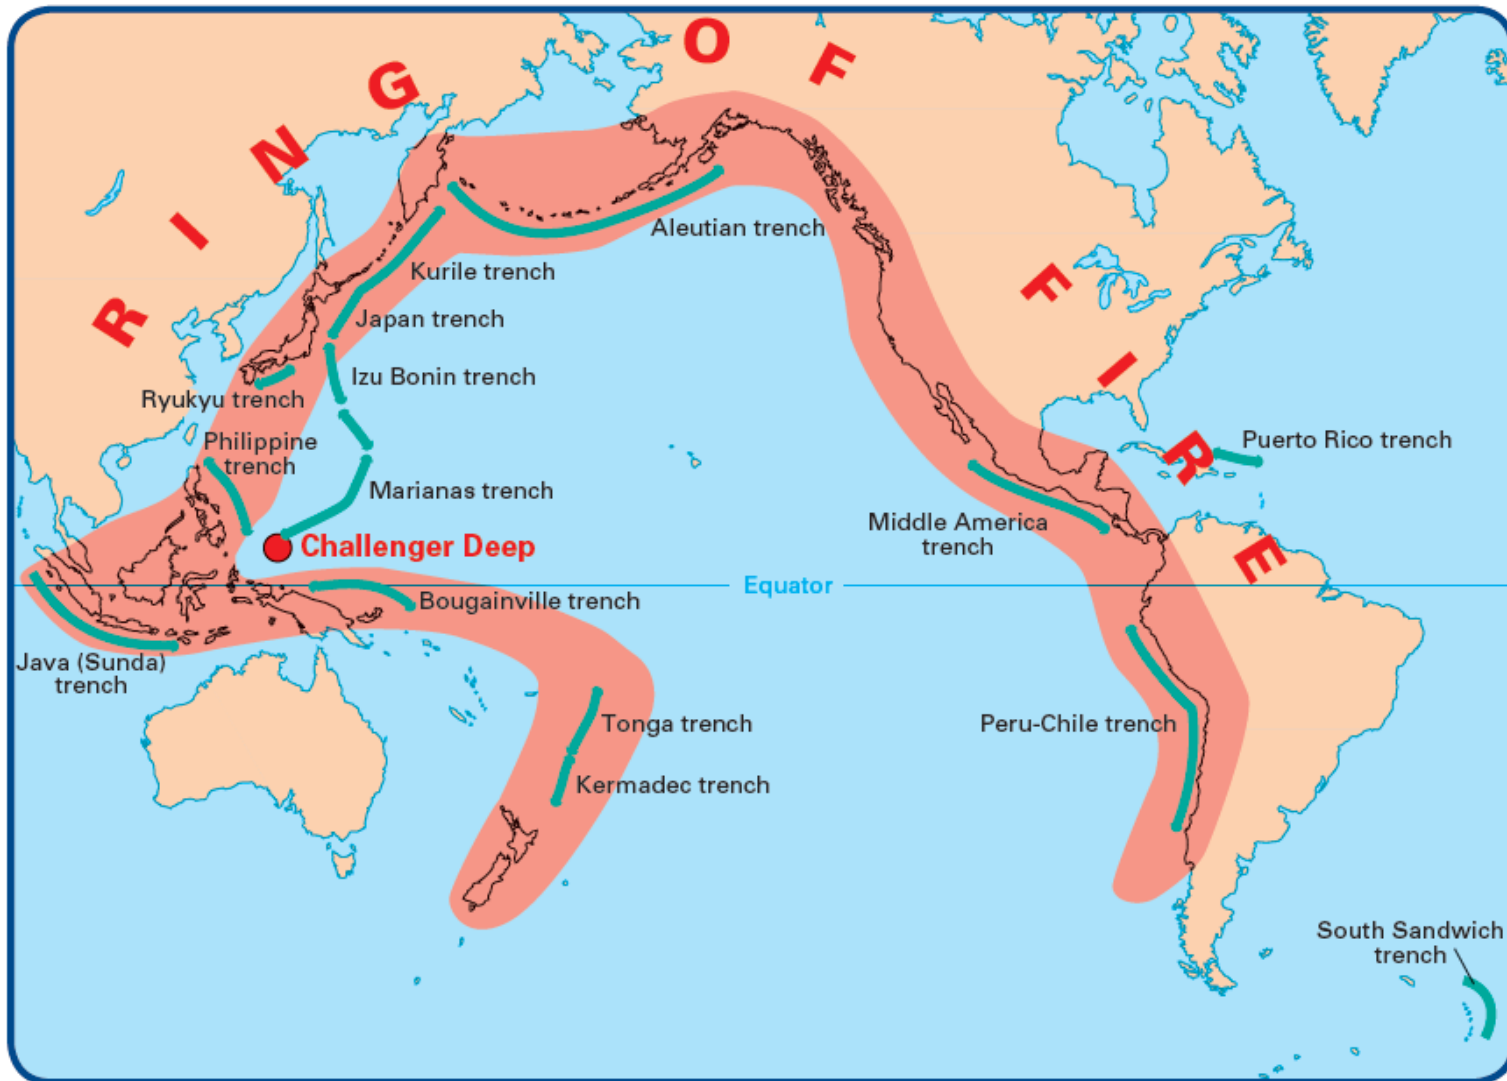 RING OF FIRE
Aleutian trench
Kurile trench
Japan trench
Izu Bonin trench
Ryukyu trench
Philippine
trench
Puerto Rico trench
Marianas trench
Middle America
trench
Challenger Deep
Equator
Bougainville trench
Java (Sunda)
trench
Tonga trench
Peru-Chile trench
Kermadec trench
South Sandwich
trench